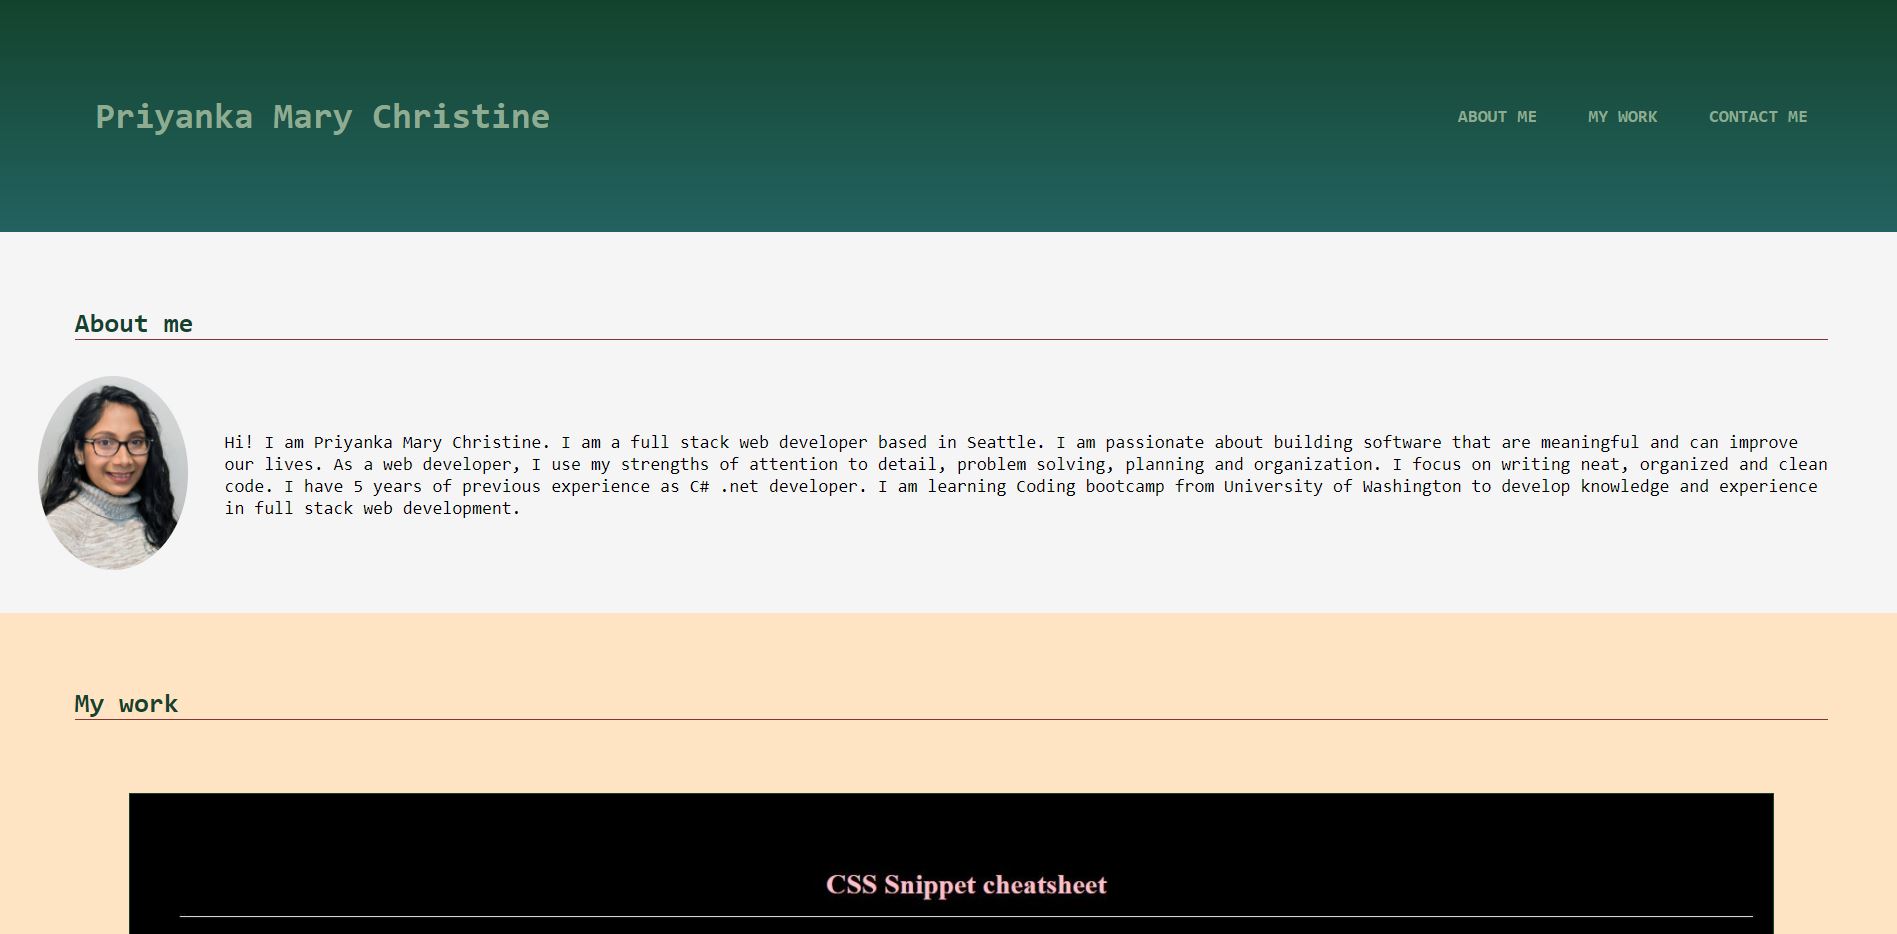 Priyanka Mary Christine
ABOUT ME MY WORK CONTACT ME
About me
Hi! I am Priyanka Mary Christine. I am a full stack web developer based in Seattle. I am passionate about building software that are meaningful and can improve
our lives. As a web developer, I use my strengths of attention to detail, problem solving, planning and organization. I focus on writing neat, organized and clean
code. I have 5 years of previous experience as C# .net developer. I am learning Coding bootcamp from University of Washington to develop knowledge and experience
in full stack web development.
My work
CSS Snippet cheatsheet